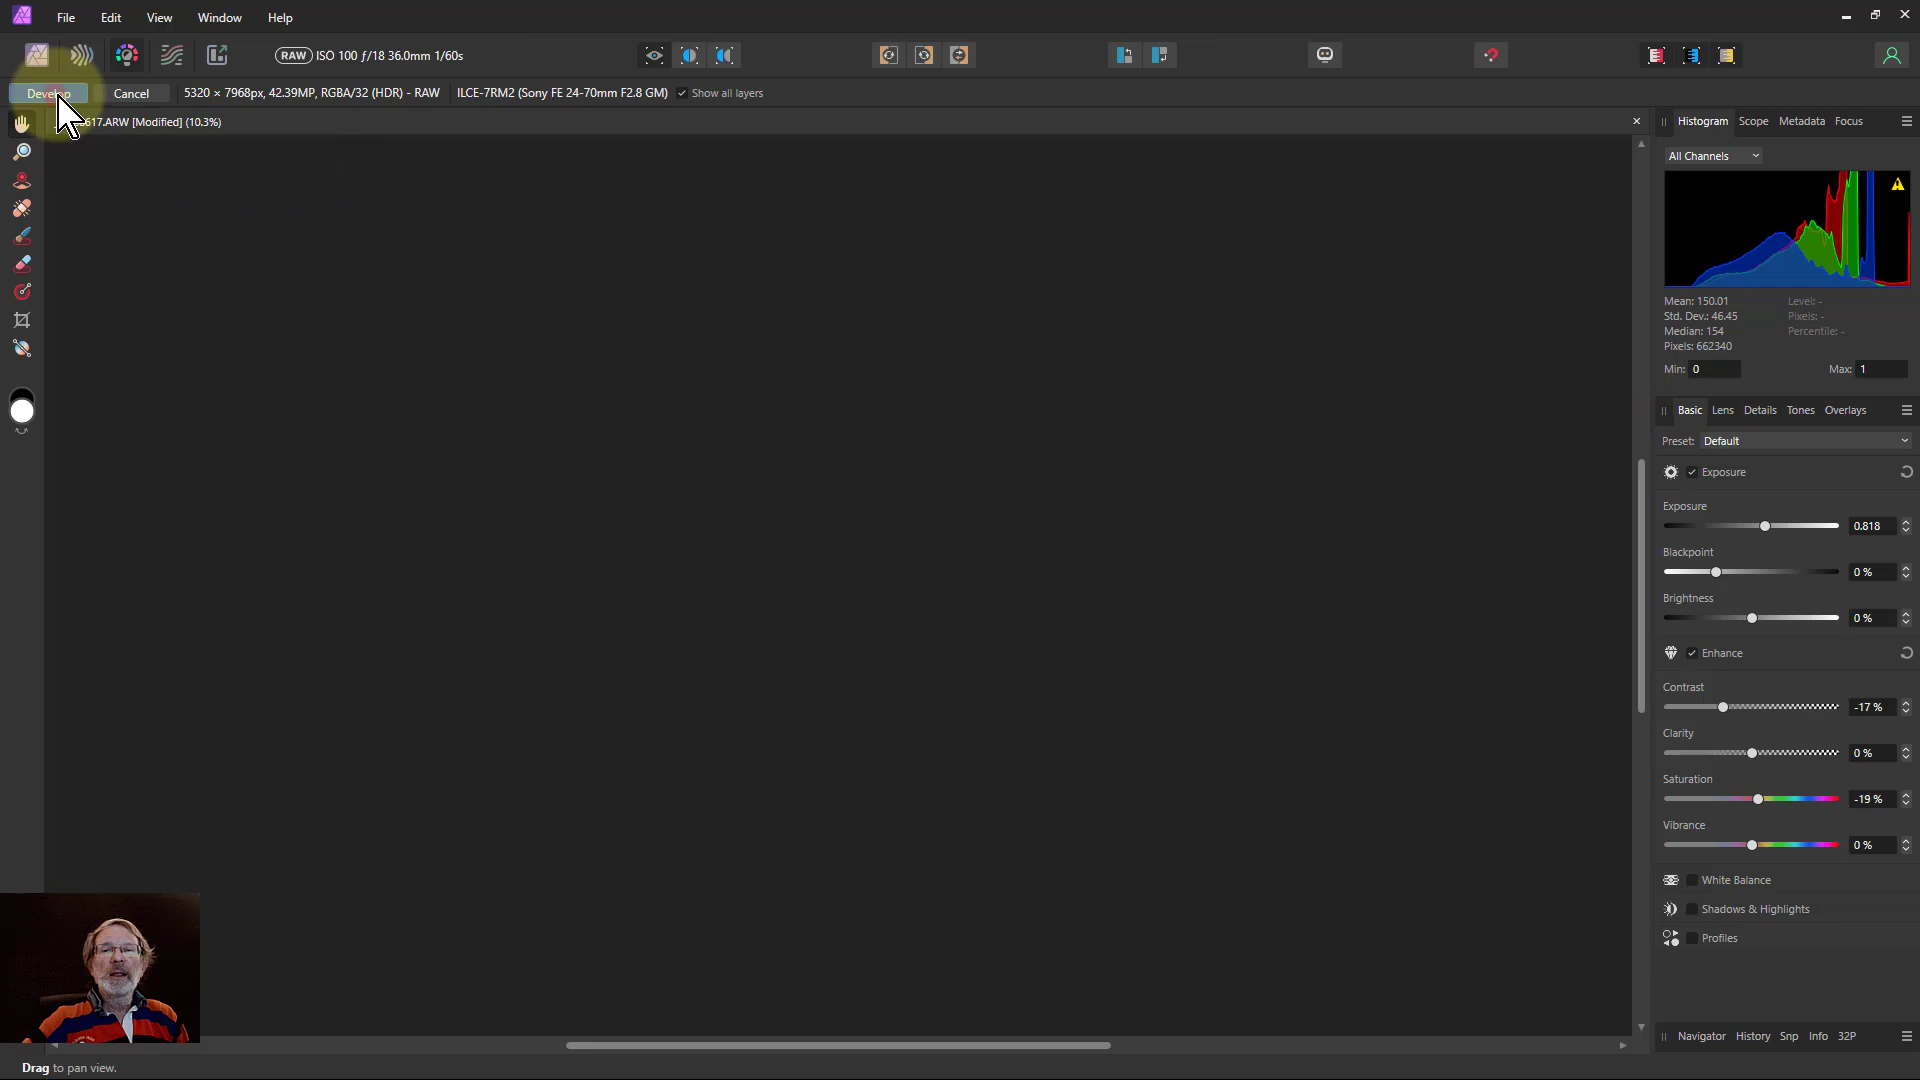 File Edit View Window Help
RAW ISO 100 ƒ/18 36.0mm 1/60s
Develop Cancel 5320 × 7968px, 42.39MP, RGBA/32 (HDR) - RAW ILCE-7RM2 (Sony FE 24-70mm F2.8 GM) Show all layers
617.ARW [Modified] (10.3%)
Histogram Scope Metadata Focus
All Channels
Mean: 150.01 Level: -
Std. Dev.: 46.45 Pixels: -
Median: 154 Percentile: -
Pixels: 662340
Min: 0 Max: 1
Basic Lens Details Tones Overlays
Preset: Default
Exposure
Exposure
0.818
Blackpoint
0 %
Brightness
0 %
Enhance
Contrast
-17 %
Clarity
0 %
Saturation
-19 %
Vibrance
0 %
White Balance
Shadows & Highlights
Profiles
Navigator History Snp Info 32P
Drag to pan view.